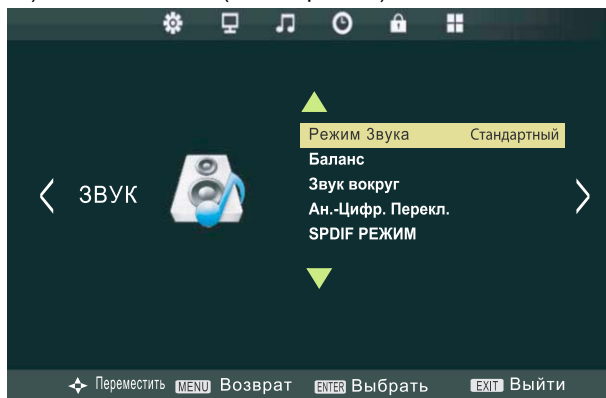 Режим Звука Стандартный
Баланс
Звук вокруг
ЗВУК
Ан.-Цифр. Перекл.
SPDIF РЕЖИМ
Переместить MENU Возврат ENTER Выбрать EXIT Выйти